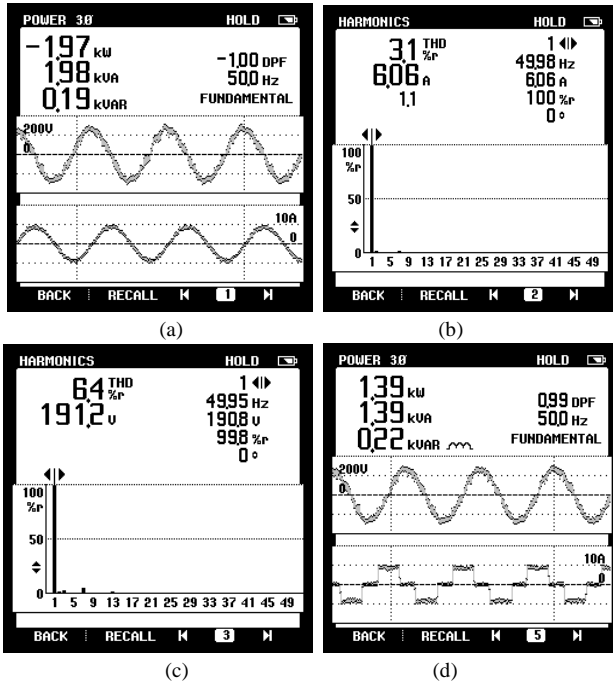 POWER 3Ø HOLD
-1.97 kW
1.98 kVA -1.00 DPF
0.19 kVAR 50.0 Hz
FUNDAMENTAL
200V
0
10A
0
BACK RECALL 1
(a)
HARMONICS HOLD
3.1 THD %r 1
6.06 A 49.98 Hz
1.1 6.06 A
100 %r
0 °
100
%r
50
0
1 5 9 13 17 21 25 29 33 37 41 45 49
BACK RECALL 2
(b)
HARMONICS HOLD
6.4 THD %r 1
191.2 V 49.95 Hz
190.8 V
99.8 %r
0 °
100
%r
50
0
1 5 9 13 17 21 25 29 33 37 41 45 49
BACK RECALL 3
(c)
POWER 3Ø HOLD
1.39 kW
1.39 kVA 0.99 DPF
0.22 kVAR 50.0 Hz
FUNDAMENTAL
200V
0
10A
0
BACK RECALL 5
(d)